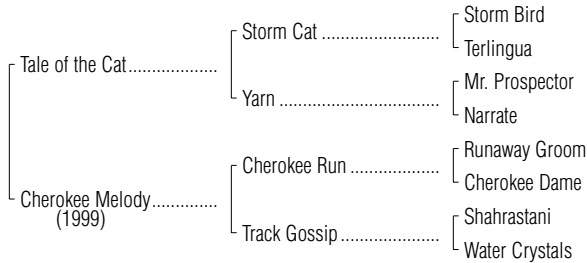 Storm Bird
Storm Cat ..........................
Terlingua
Tale of the Cat..................
Mr. Prospector
Yarn ..................................
Narrate
Runaway Groom
Cherokee Run ...................
Cherokee Dame
Cherokee Melody.............
(1999)
Shahrastani
Track Gossip .....................
Water Crystals